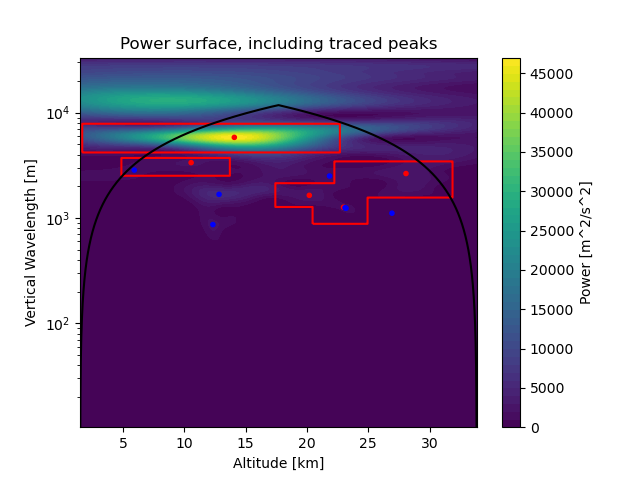 Power surface, including traced peaks
Vertical Wavelength [m]
10^4
10^3
10^2
5 10 15 20 25 30
Altitude [km]
45000
40000
35000
30000
25000
20000
15000
10000
5000
0
Power [m^2/s^2]